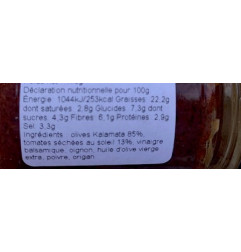 Déclaration nutritionnelle pour 100g
Énergie 1044kJ/253kcal Graisses: 22,2g
dont saturées: 2,8g Glucides: 7,3g dont
sucres: 4,3g Fibres: 6,1g Protéines: 2,9g
Sel: 3,3g
Ingrédients : olives Kalamata 85%,
tomates séchées au soleil 13%, vinaigre
balsamique, oignon, huile d'olive vierge
extra, poivre, origan